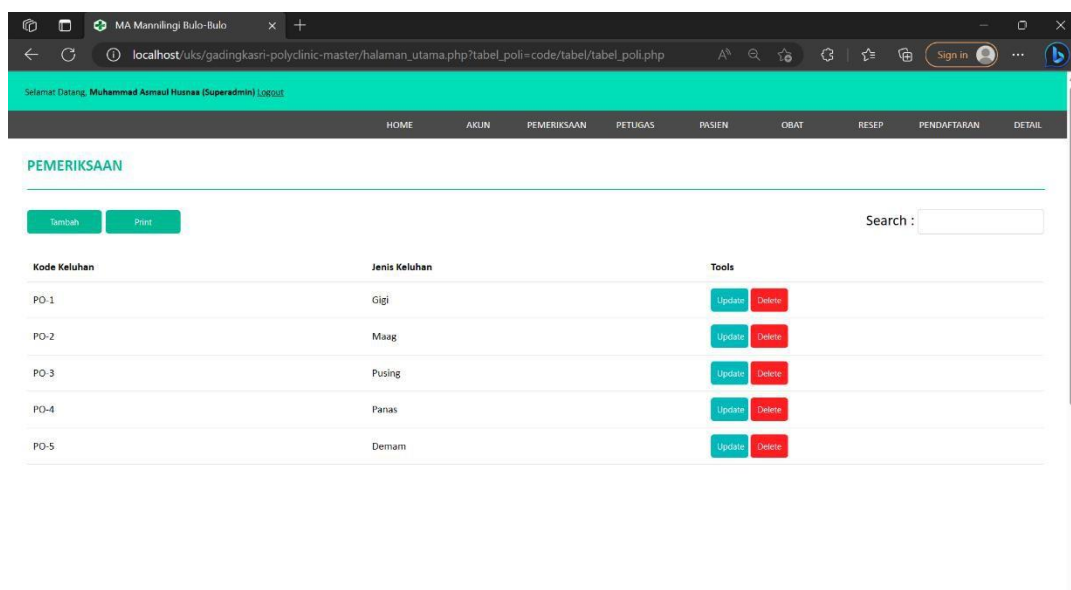 MA Mannilingi Bulo-Bulo
localhost/uks/gadingkasri-polyclinic-master/halaman_utama.php?tabel_poli=code/tabel/tabel_poli.php
Sign in
Selamat Datang, Muhammad Asmaul Husnaa (Superadmin) Logout
HOME AKUN PEMERIKSAAN PETUGAS PASIEN OBAT RESEP PENDAFTARAN DETAIL
PEMERIKSAAN
Tambah Print Search :
Kode Keluhan Jenis Keluhan Tools
PO-1 Gigi Update Delete
PO-2 Maag Update Delete
PO-3 Pusing Update Delete
PO-4 Panas Update Delete
PO-5 Demam Update Delete